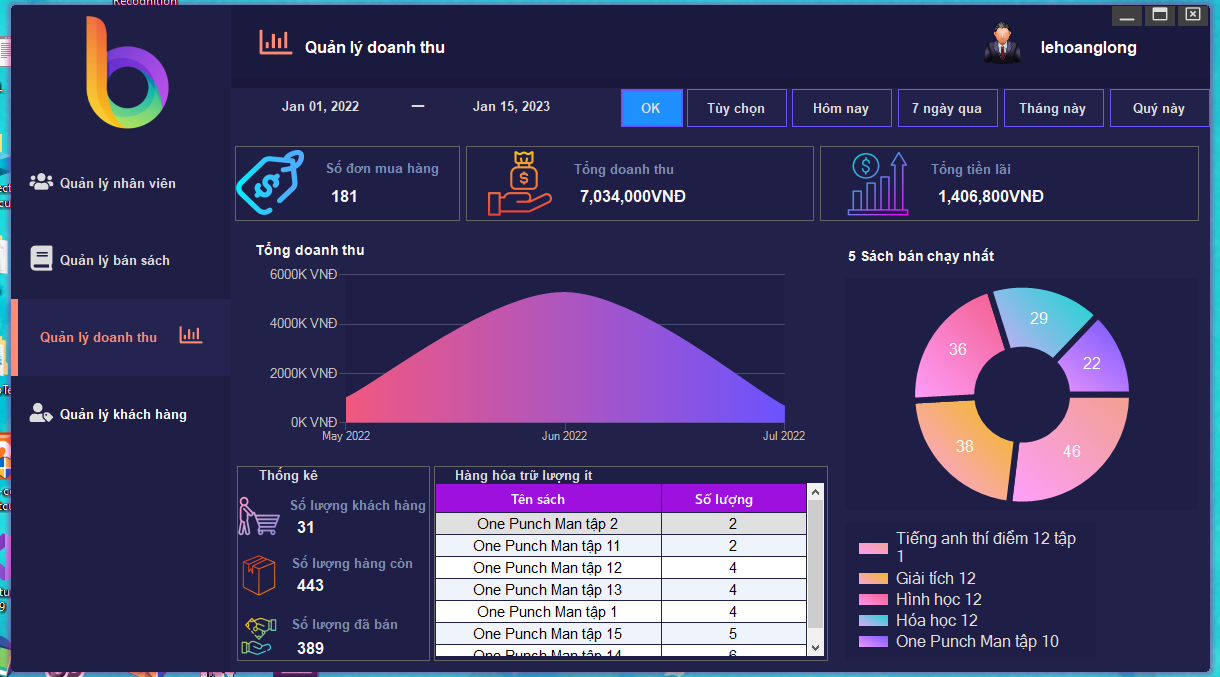 Recognition
Quản lý doanh thu
lehoanglong
Jan 01, 2022 — Jan 15, 2023
OK
Tùy chọn
Hôm nay
7 ngày qua
Tháng này
Quý này
Quản lý nhân viên
Quản lý bán sách
Quản lý doanh thu
Quản lý khách hàng
Số đơn mua hàng
181
Tổng doanh thu
7,034,000VNĐ
Tổng tiền lãi
1,406,800VNĐ
Tổng doanh thu
6000K VNĐ
4000K VNĐ
2000K VNĐ
0K VNĐ
May 2022 Jun 2022 Jul 2022
5 Sách bán chạy nhất
29
36
22
38
46
Tiếng anh thí điểm 12 tập
1
Giải tích 12
Hình học 12
Hóa học 12
One Punch Man tập 10
Thống kê
Số lượng khách hàng
31
Số lượng hàng còn
443
Số lượng đã bán
389
Hàng hóa trữ lượng ít
Tên sách Số lượng
One Punch Man tập 2 2
One Punch Man tập 11 2
One Punch Man tập 12 4
One Punch Man tập 13 4
One Punch Man tập 1 4
One Punch Man tập 15 5
One Punch Man tập 14 6